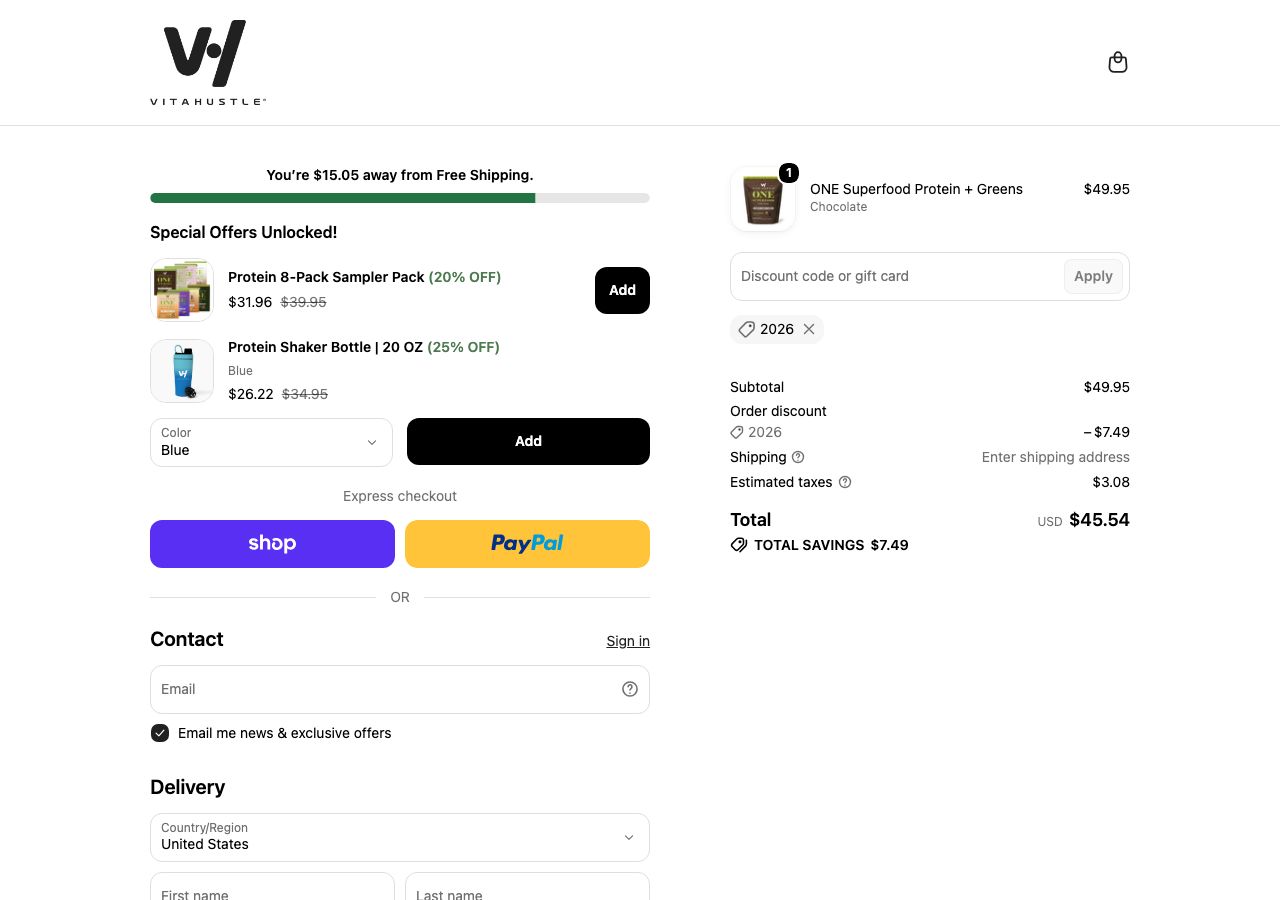 VITAHUSTLE
You're $15.05 away from Free Shipping.
Special Offers Unlocked!
Protein 8-Pack Sampler Pack (20% OFF)
$31.96 $39.95
Add
Protein Shaker Bottle | 20 OZ (25% OFF)
Blue
$26.22 $34.95
Color
Blue
Add
Express checkout
shop
PayPal
OR
Contact
Sign in
Email
Email me news & exclusive offers
Delivery
Country/Region
United States
First name
Last name
1
ONE
ONE Superfood Protein + Greens
$49.95
Chocolate
Discount code or gift card
Apply
2026
Subtotal
$49.95
Order discount
2026
– $7.49
Shipping
Enter shipping address
Estimated taxes
$3.08
Total
USD $45.54
TOTAL SAVINGS $7.49